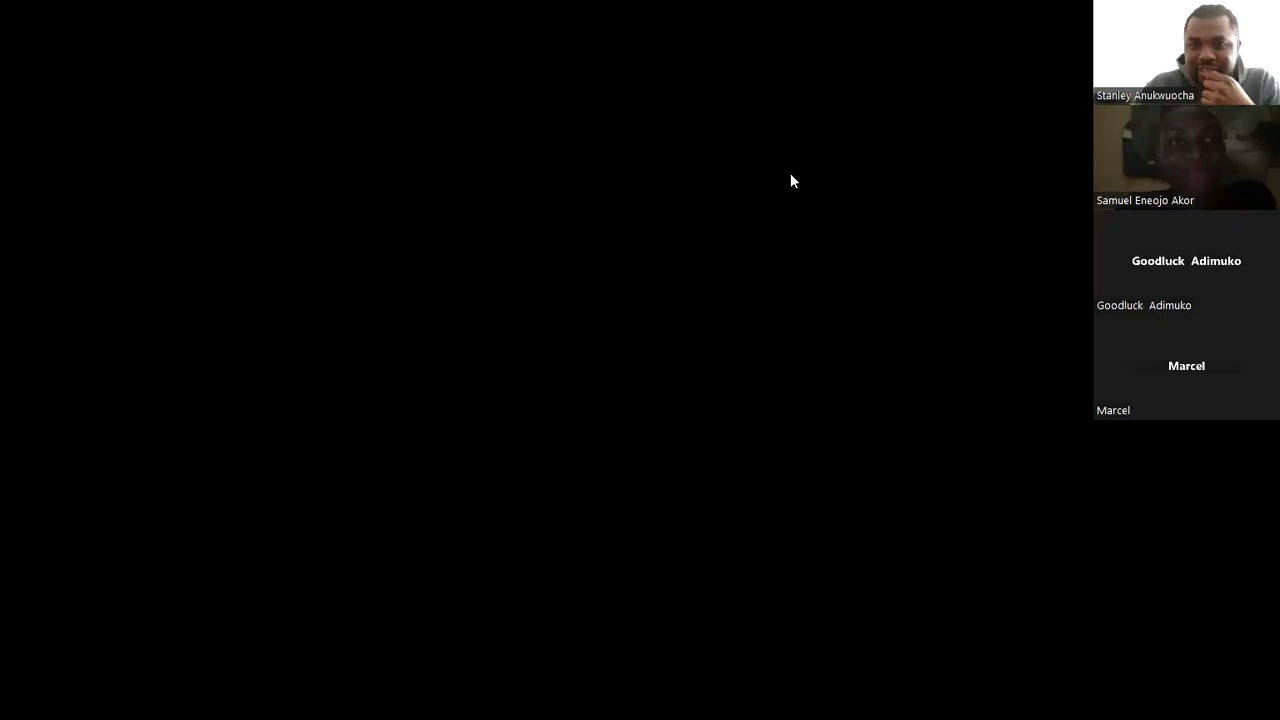 Stanley Anukwuocha
Samuel Eneojo Akor
Goodluck  Adimuko
Goodluck  Adimuko
Marcel
Marcel